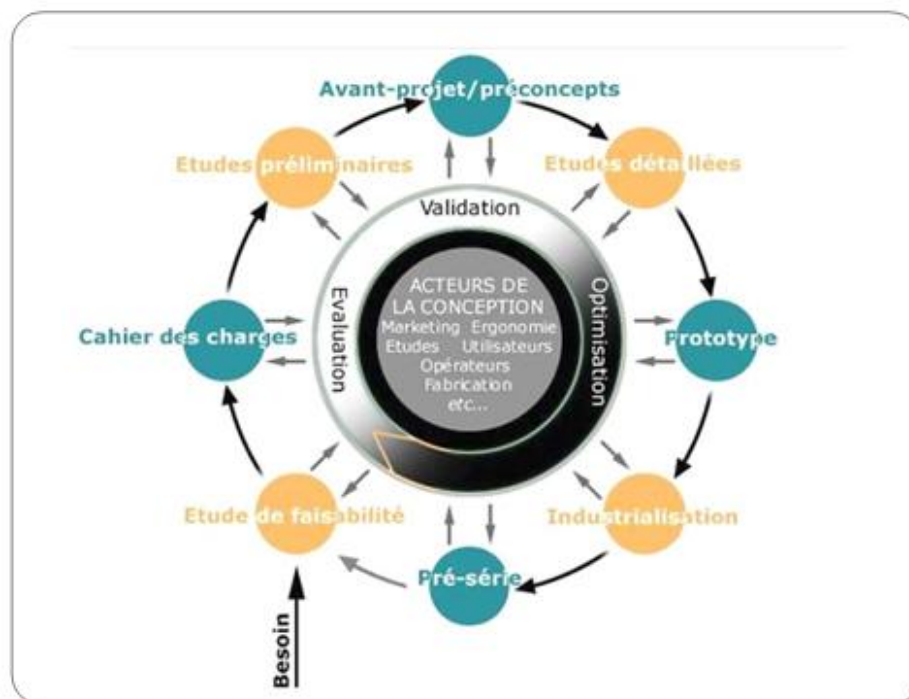 Avant-projet/préconcepts
Etudes préliminaires
Etudes détaillées
Validation
Evaluation
Optimisation
ACTEURS DE
LA CONCEPTION
Marketing Ergonomie
Etudes Utilisateurs
Opérateurs
Fabrication
etc...
Cahier des charges
Prototype
Etude de faisabilité
Industrialisation
Pré-série
Besoin